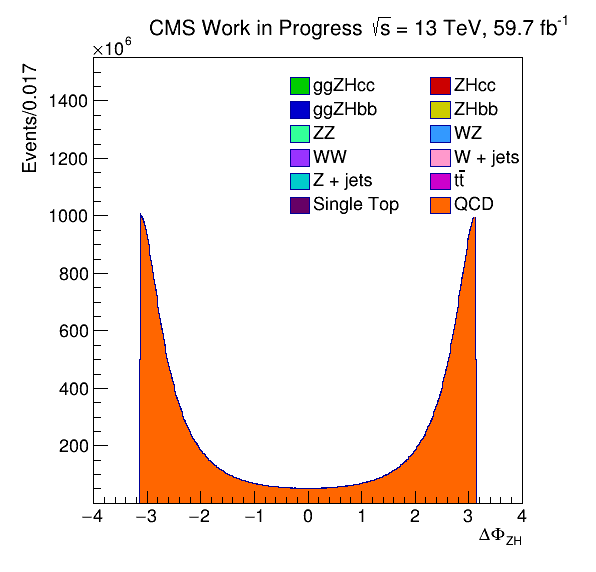 CMS Work in Progress √s = 13 TeV, 59.7 fb⁻¹
×10⁶
Events/0.017
ggZHcc ZHcc
ggZHbb ZHbb
ZZ WZ
WW W + jets
Z + jets tt̄
Single Top QCD
1400
1200
1000
800
600
400
200
−4 −3 −2 −1 0 1 2 3 4
ΔΦ_ZH